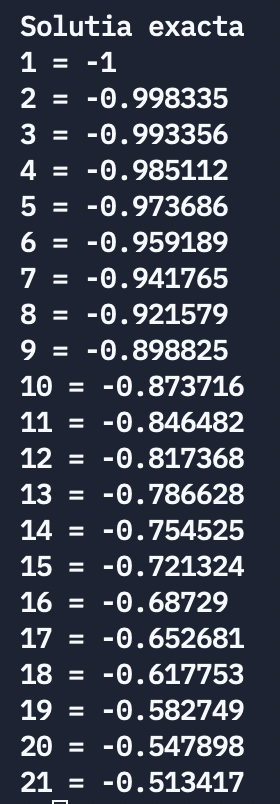 Solutia exacta
1 = -1
2 = -0.998335
3 = -0.993356
4 = -0.985112
5 = -0.973686
6 = -0.959189
7 = -0.941765
8 = -0.921579
9 = -0.898825
10 = -0.873716
11 = -0.846482
12 = -0.817368
13 = -0.786628
14 = -0.754525
15 = -0.721324
16 = -0.68729
17 = -0.652681
18 = -0.617753
19 = -0.582749
20 = -0.547898
21 = -0.513417